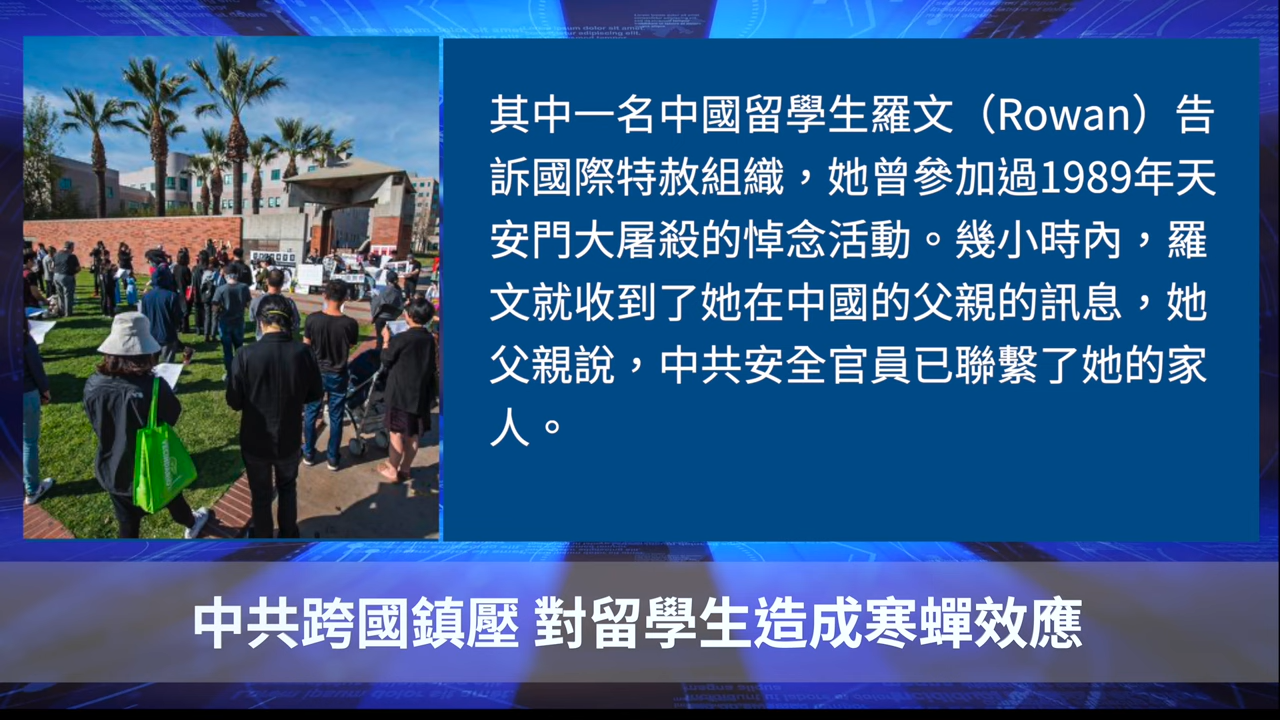 其中一名中國留學生羅文（Rowan）告
訴國際特赦組織，她曾參加過1989年天
安門大屠殺的悼念活動。幾小時內，羅
文就收到了她在中國的父親的訊息，她
父親說，中共安全官員已聯繫了她的家
人。
中共跨國鎮壓 對留學生造成寒蟬效應